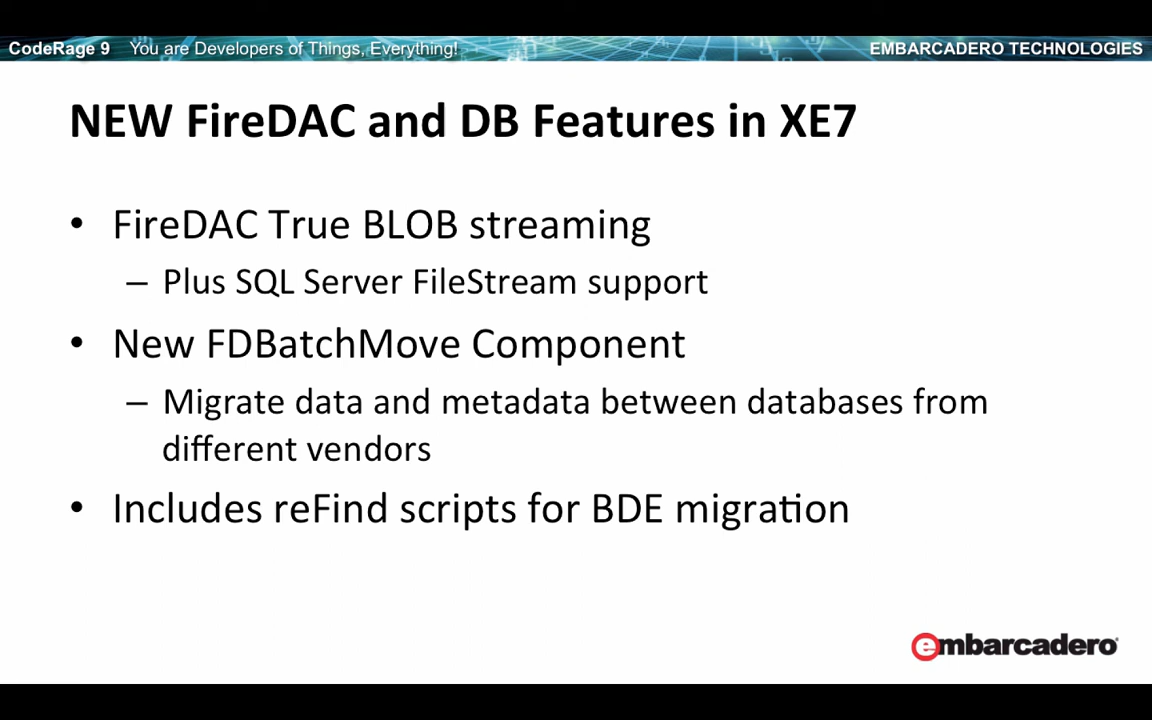 CodeRage 9 You are Developers of Things, Everything! EMBARCADERO TECHNOLOGIES
NEW FireDAC and DB Features in XE7
• FireDAC True BLOB streaming
– Plus SQL Server FileStream support
• New FDBatchMove Component
– Migrate data and metadata between databases from
different vendors
• Includes reFind scripts for BDE migration
embarcadero